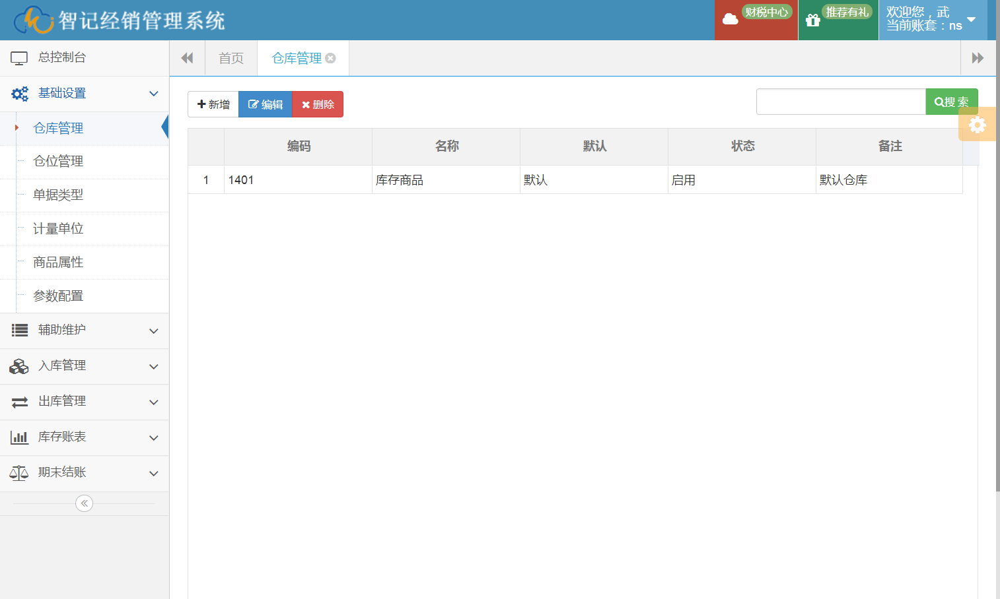 智记经销管理系统
财税中心
推荐有礼
欢迎您，武
当前账套：ns
总控制台
基础设置
仓库管理
仓位管理
单据类型
计量单位
商品属性
参数配置
辅助维护
入库管理
出库管理
库存账表
期末结账
首页
仓库管理
新增
编辑
删除
搜 索
编码 名称 默认 状态 备注
1 1401 库存商品 默认 启用 默认仓库